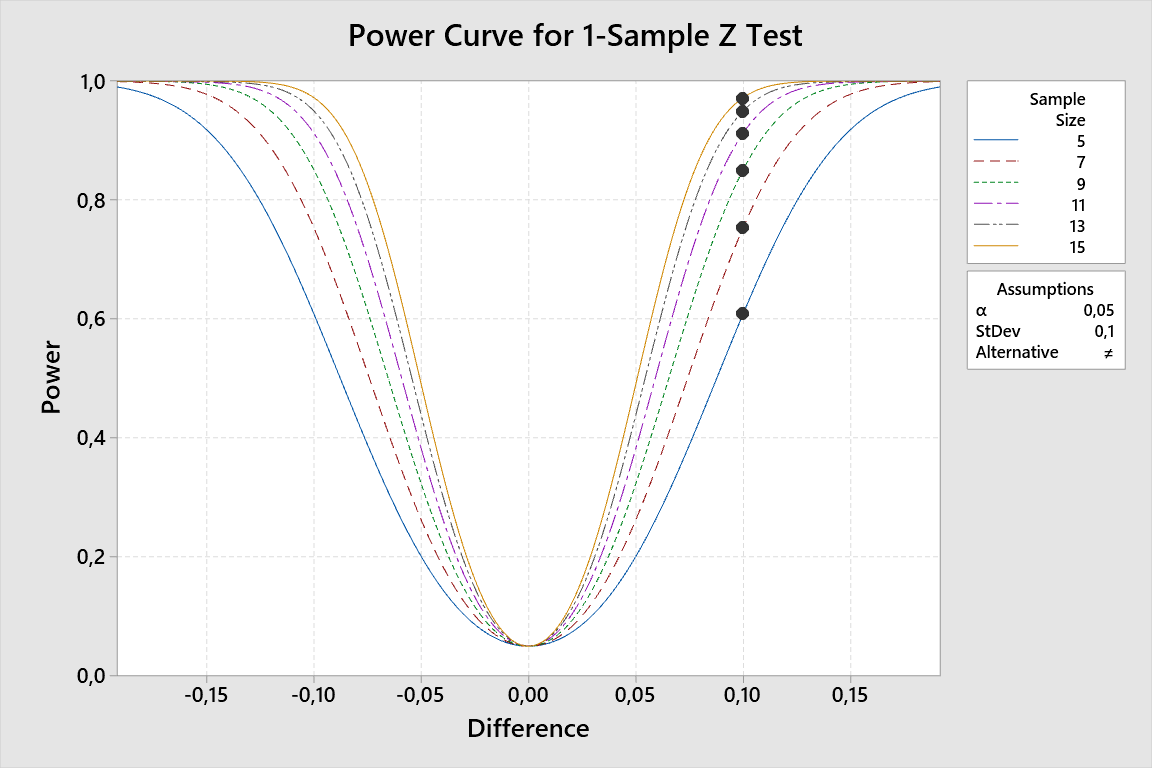 Power Curve for 1-Sample Z Test
1,0
0,8
0,6
0,4
0,2
0,0
Power
-0,15 -0,10 -0,05 0,00 0,05 0,10 0,15
Difference
Sample
Size
5
7
9
11
13
15
Assumptions
α 0,05
StDev 0,1
Alternative ≠